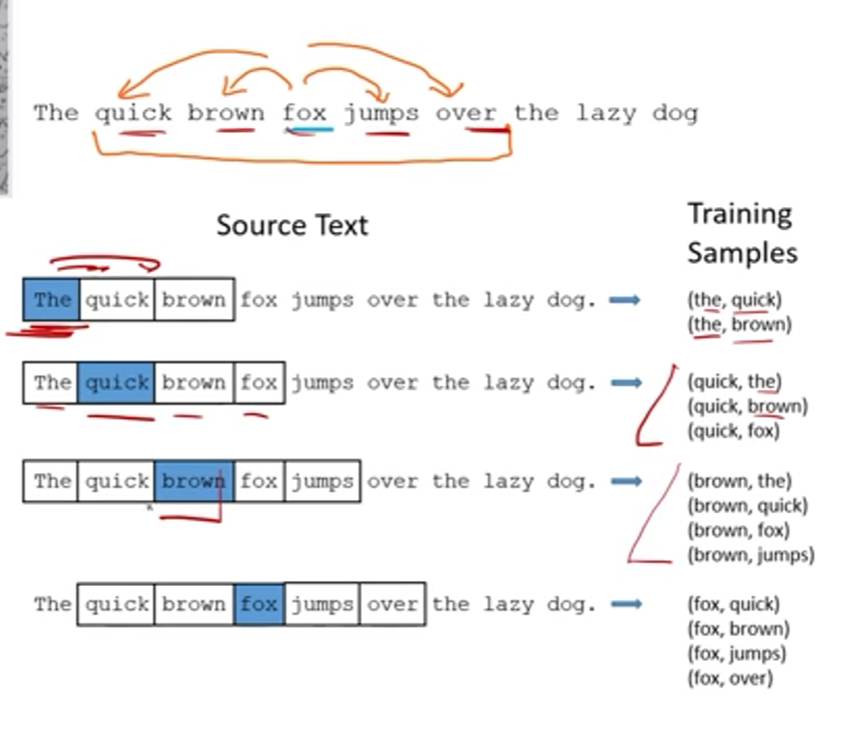 The quick brown fox jumps over the lazy dog
Source Text
Training
Samples
The quick brown fox jumps over the lazy dog.
(the, quick)
(the, brown)
The quick brown fox jumps over the lazy dog.
(quick, the)
(quick, brown)
(quick, fox)
The quick brown fox jumps over the lazy dog.
(brown, the)
(brown, quick)
(brown, fox)
(brown, jumps)
The quick brown fox jumps over the lazy dog.
(fox, quick)
(fox, brown)
(fox, jumps)
(fox, over)